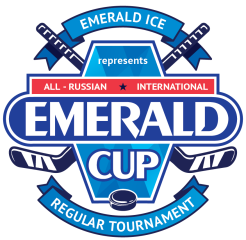 EMERALD ICE
represents
ALL - RUSSIAN ★ INTERNATIONAL
EMERALD
CUP
REGULAR TOURNAMENT